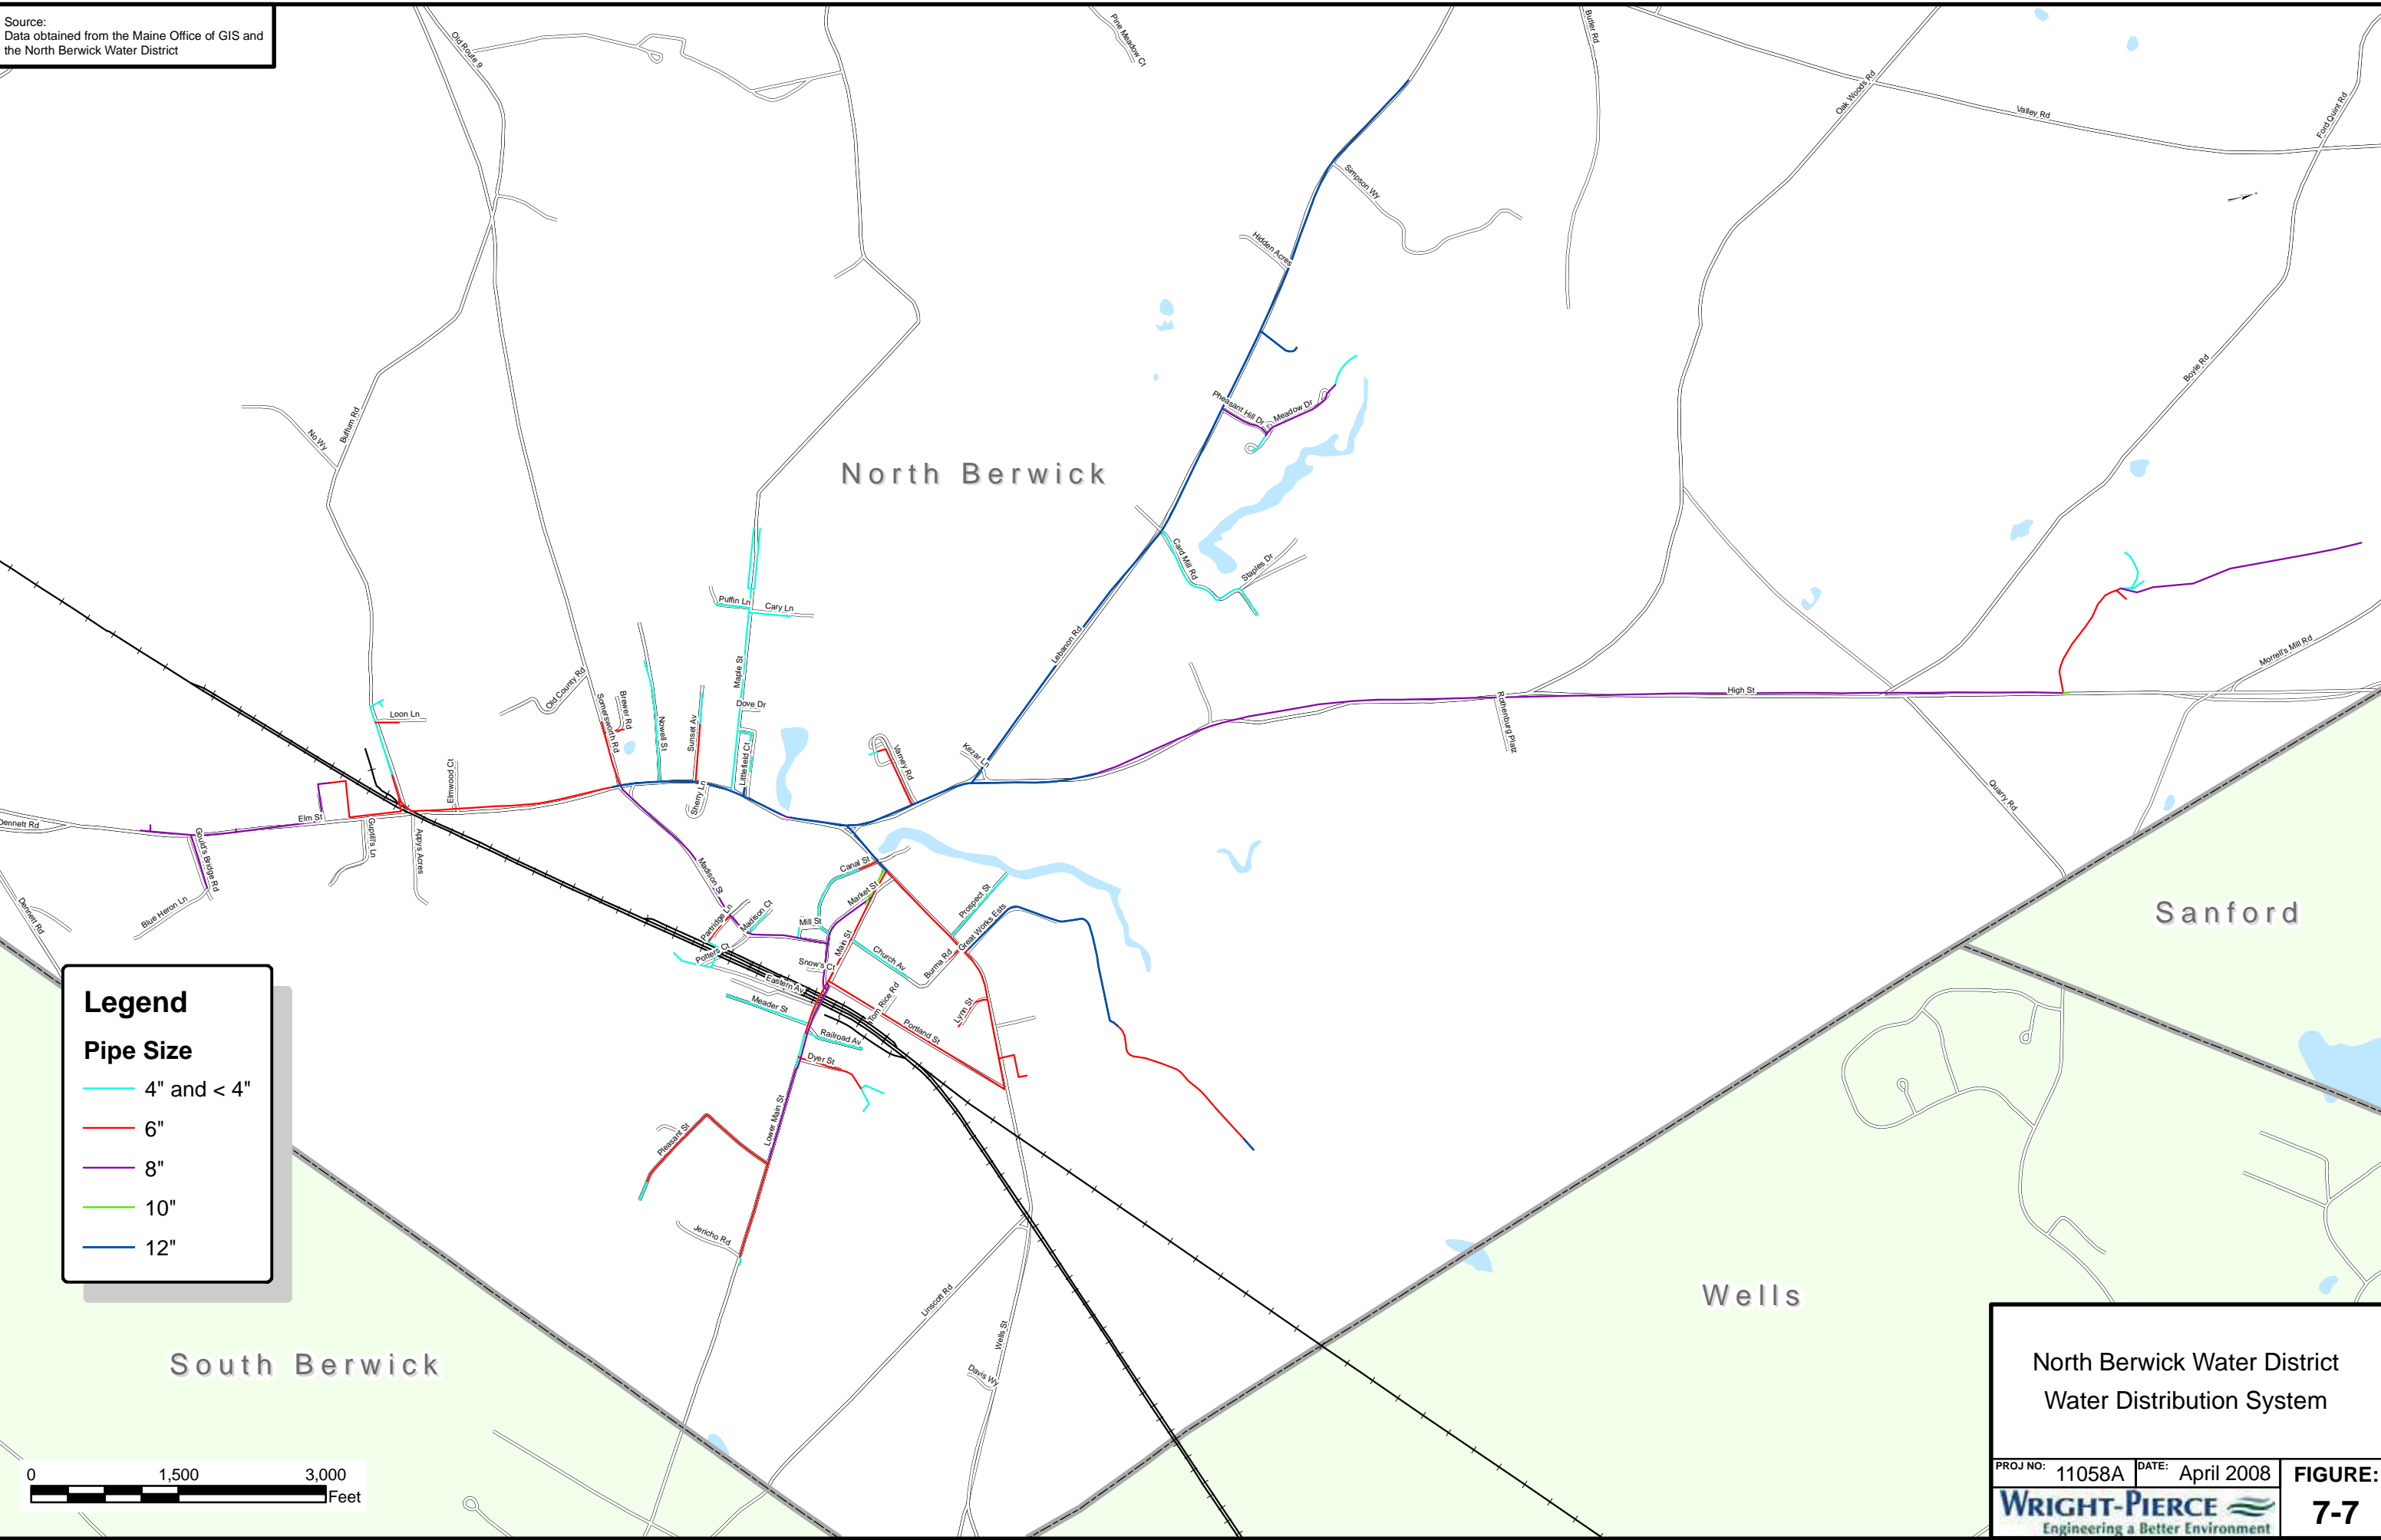 Source:
Data obtained from the Maine Office of GIS and
the North Berwick Water District
Old Route 9
Pine Meadow Ct
Butler Rd
Oak Woods Rd
Valley Rd
Ford Quint Rd
Simpson Wy
Hidden Acres
Boyle Rd
Pheasant Hill Dr
Meadow Dr
No Wy
Buffum Rd
North Berwick
Card Mill Rd
Staples Dr
Puffin Ln
Cary Ln
Lebanon Rd
Morrell's Mill Rd
Maple St
Old County Rd
Somersworth Rd
Brewer Rd
Nowell St
Sunset Av
Dove Dr
High St
Rothenburg Platz
Loon Ln
Littlefield Ct
Varney Rd
Kezar Ln
Elmwood Ct
Sherry Ln
Quarry Rd
Dennett Rd
Elm St
Gould's Bridge Rd
Guptill's Ln
Appys Acres
Madison St
Canal St
Market St
Prospect St
Great Works Ests
Blue Heron Ln
Dennett Rd
Partridge Ln
Madison Ct
Mill St
Main St
Church Av
Burma Rd
Potters Ct
Snow's Ct
Eastern Av
Meader St
Tom Rice Rd
Lynn St
Portland St
Railroad Av
Dyer St
Sanford
Lower Main St
Pleasant St
Jericho Rd
Linscott Rd
Wells St
Davis Wy
Wells
South Berwick
Legend
Pipe Size
4" and < 4"
6"
8"
10"
12"
0 1,500 3,000
Feet
North Berwick Water District
Water Distribution System
PROJ NO: 11058A DATE: April 2008 FIGURE:
WRIGHT-PIERCE
Engineering a Better Environment
7-7